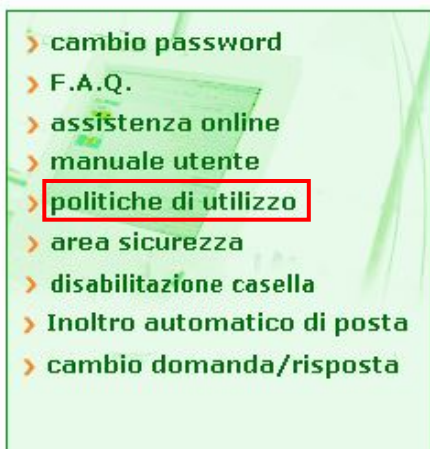 cambio password
F.A.Q.
assistenza online
manuale utente
politiche di utilizzo
area sicurezza
disabilitazione casella
Inoltro automatico di posta
cambio domanda/risposta